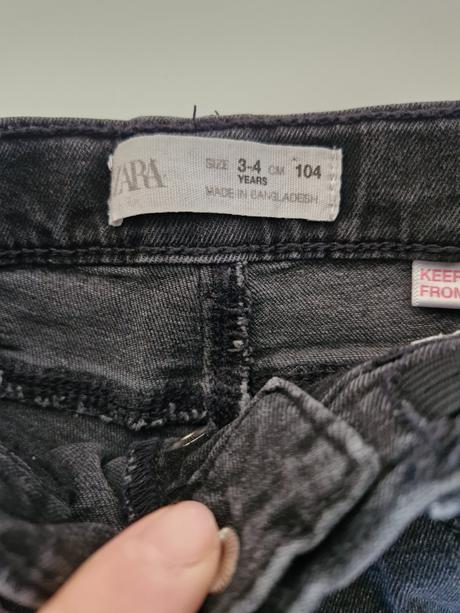 ZARA
SIZE 3-4 CM 104
YEARS
MADE IN BANGLADESH
KEEP
FROM